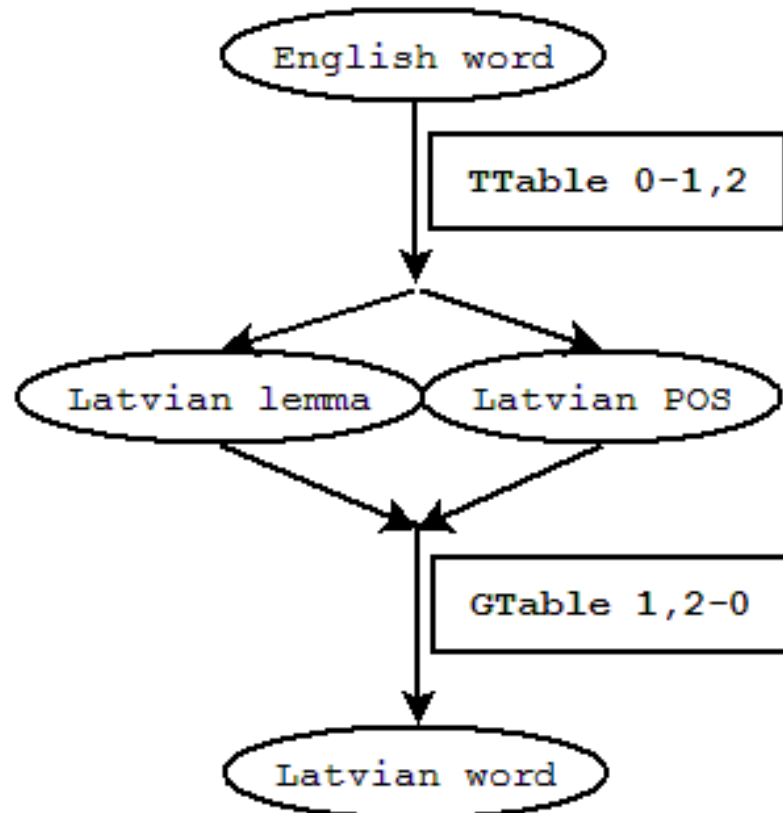 English word
TTable 0-1,2
Latvian lemma
Latvian POS
GTable 1,2-0
Latvian word